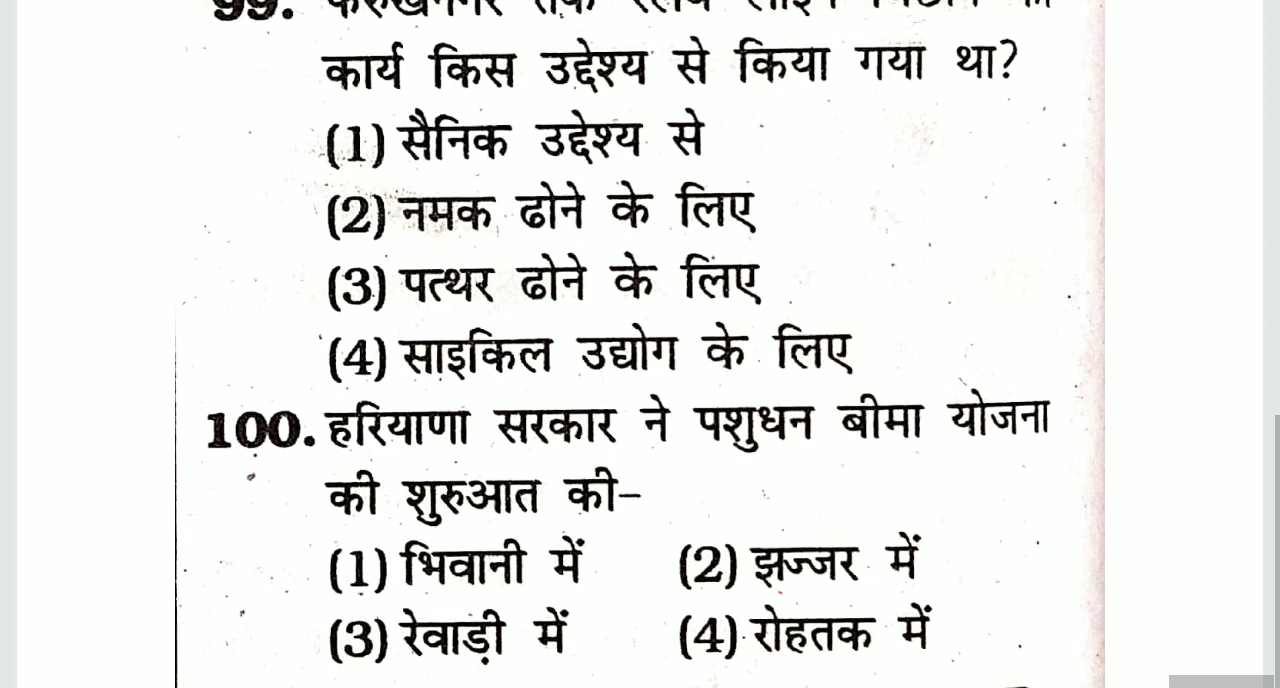 99.
कार्य किस उद्देश्य से किया गया था?
(1) सैनिक उद्देश्य से
(2) नमक ढोने के लिए
(3) पत्थर ढोने के लिए
(4) साइकिल उद्योग के लिए
100. हरियाणा सरकार ने पशुधन बीमा योजना
की शुरुआत की–
(1) भिवानी में (2) झज्जर में
(3) रेवाड़ी में (4) रोहतक में